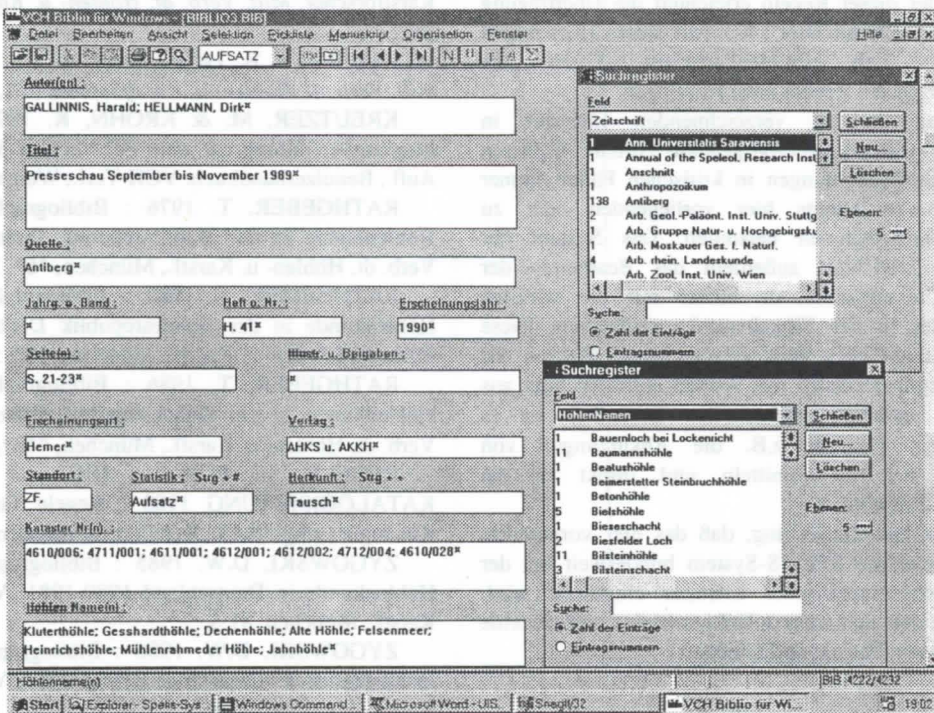 VCH Biblio für Windows - [BIBLIO3.BIB]
Datei Bearbeiten Ansicht Selektion Pickliste Manuskript Organisation Fenster Hilfe
AUFSATZ
Autor(en) :
GALLINNIS, Harald; HELLMANN, Dirk¤
Titel :
Presseschau September bis November 1989¤
Quelle :
Antiberg¤
Jahrg. o. Band : Heft o. Nr. : Erscheinungsjahr :
¤ H. 41¤ 1990¤
Seite(n) : Illustr. u. Beigaben :
S. 21-23¤ ¤
Erscheinungsort : Verlag :
Hemer¤ AHKS u. AKKH¤
Standort : Statistik : Strg + # Herkunft : Strg + +
ZF, Aufsatz¤ Tausch¤
Kataster Nr(n) :
4610/006; 4711/001; 4611/001; 4612/001; 4612/002; 4712/004; 4610/028¤
Höhlen Name(n) :
Kluterthöhle; Gesshardthöhle; Dechenhöhle; Alte Höhle; Felsenmeer;
Heinrichshöhle; Mühlenrahmeder Höhle; Jahnhöhle¤
Suchregister
Feld
Zeitschrift Schließen
1 Ann. Universitatis Saraviensis Neu...
1 Annual of the Speleol. Research Inst
1 Anschnitt Löschen
1 Anthropozoikum
138 Antiberg
2 Arb. Geol.-Paläont. Inst. Univ. Stuttg Ebenen:
1 Arb. Gruppe Natur- u. Hochgebirgsku 5
1 Arb. Moskauer Ges. f. Naturf.
4 Arb. rhein. Landeskunde
1 Arb. Zool. Inst. Univ. Wien
Suche:
Zahl der Einträge
Eintragsnummern
Suchregister
Feld
HöhlenNamen Schließen
1 Bauernloch bei Lockenricht Neu...
11 Baumannshöhle
1 Beatushöhle Löschen
1 Beimerstetter Steinbruchhöhle
1 Betonhöhle
5 Bielshöhle Ebenen:
1 Bieseschacht 5
2 Biesfelder Loch
11 Bilsteinhöhle
3 Bilsteinschacht
Suche:
Zahl der Einträge
Eintragsnummern
Höhlenname(n) BIB 4222/4232
Start Explorer - Speläo-Sys... Windows Command... Microsoft Word - UIS... SnagIt/32 VCH Biblio für Wi... 19:02